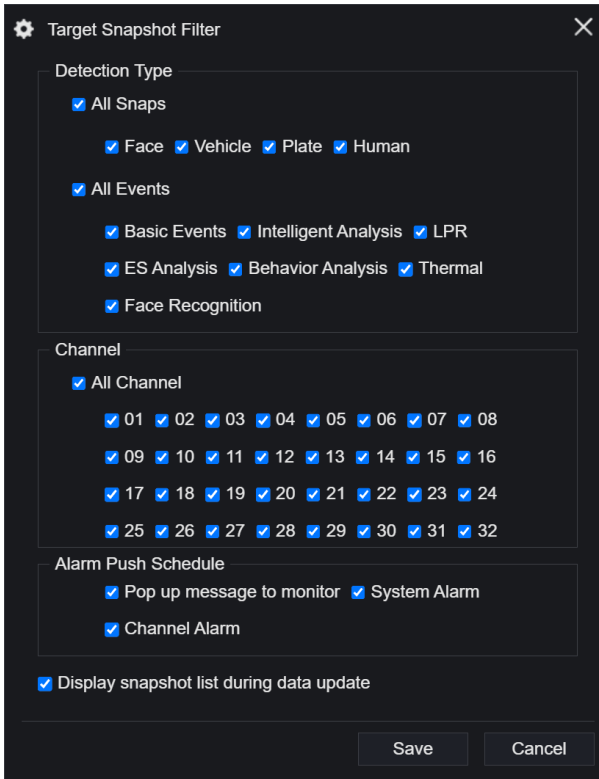 Target Snapshot Filter
Detection Type
All Snaps
Face Vehicle Plate Human
All Events
Basic Events Intelligent Analysis LPR
ES Analysis Behavior Analysis Thermal
Face Recognition
Channel
All Channel
01 02 03 04 05 06 07 08
09 10 11 12 13 14 15 16
17 18 19 20 21 22 23 24
25 26 27 28 29 30 31 32
Alarm Push Schedule
Pop up message to monitor System Alarm
Channel Alarm
Display snapshot list during data update
Save Cancel